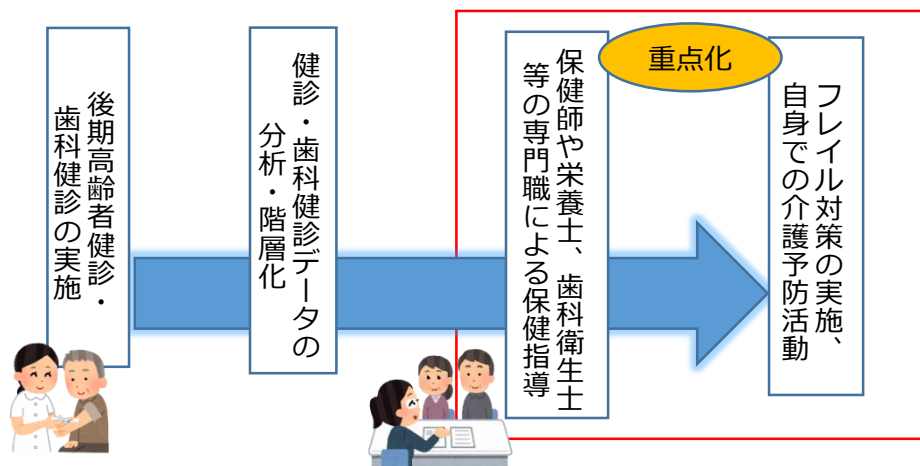 後期高齢者健診・
歯科健診の実施
健診・歯科健診データの
分析・階層化
重点化
保健師や栄養士、歯科衛生士
等の専門職による保健指導
フレイル対策の実施、
自身での介護予防活動